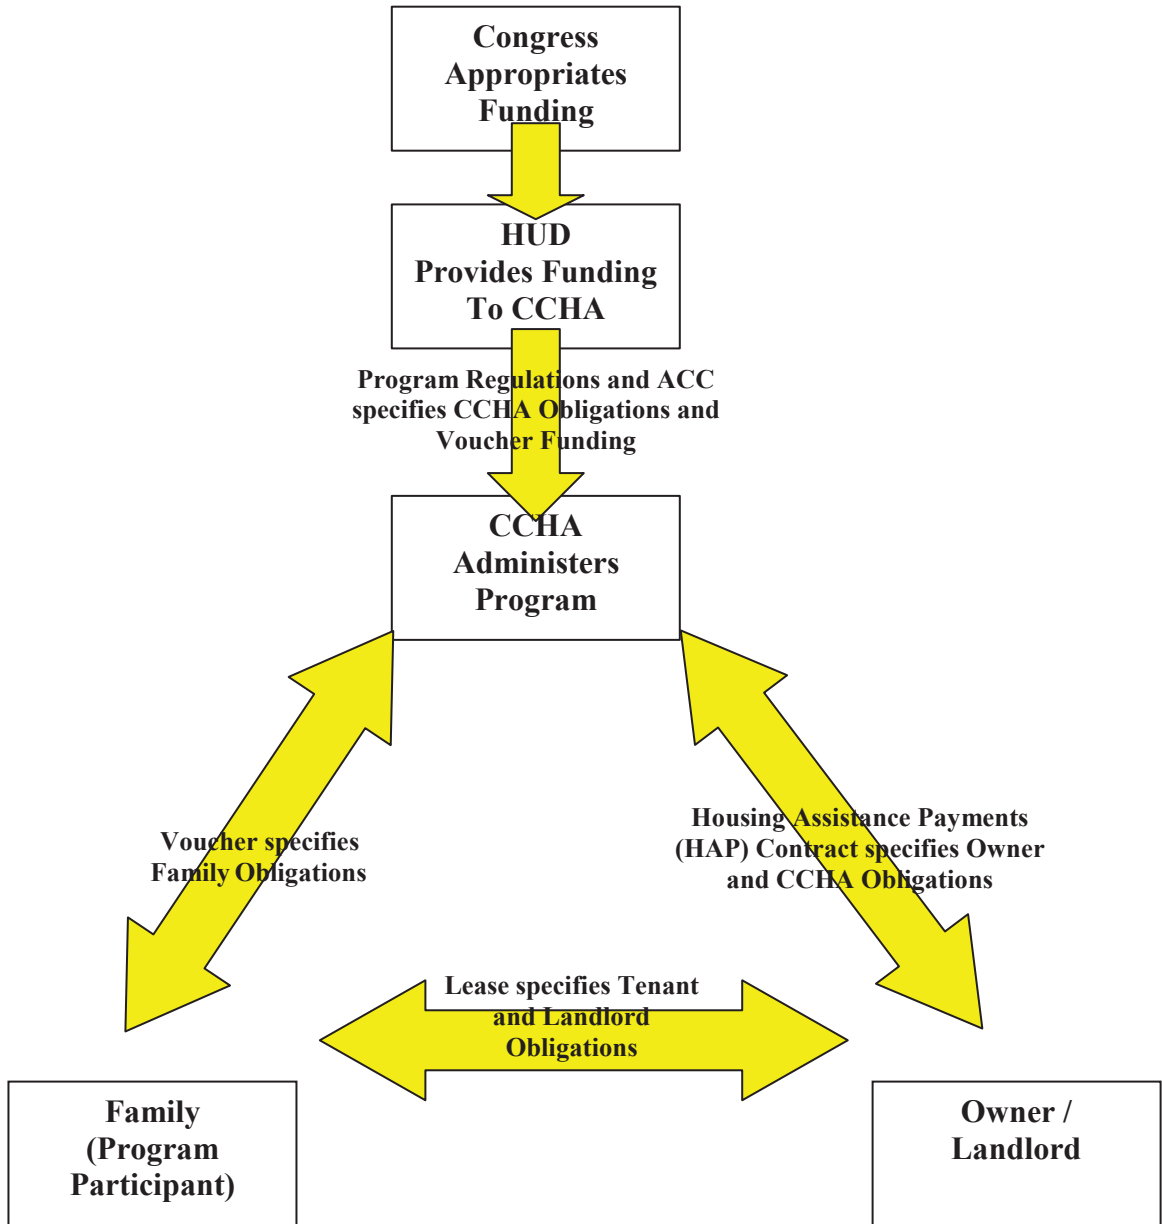 Congress
Appropriates
Funding
HUD
Provides Funding
To CCHA
Program Regulations and ACC
specifies CCHA Obligations and
Voucher Funding
CCHA
Administers
Program
Voucher specifies
Family Obligations
Housing Assistance Payments
(HAP) Contract specifies Owner
and CCHA Obligations
Lease specifies Tenant
and Landlord
Obligations
Family
(Program
Participant)
Owner /
Landlord